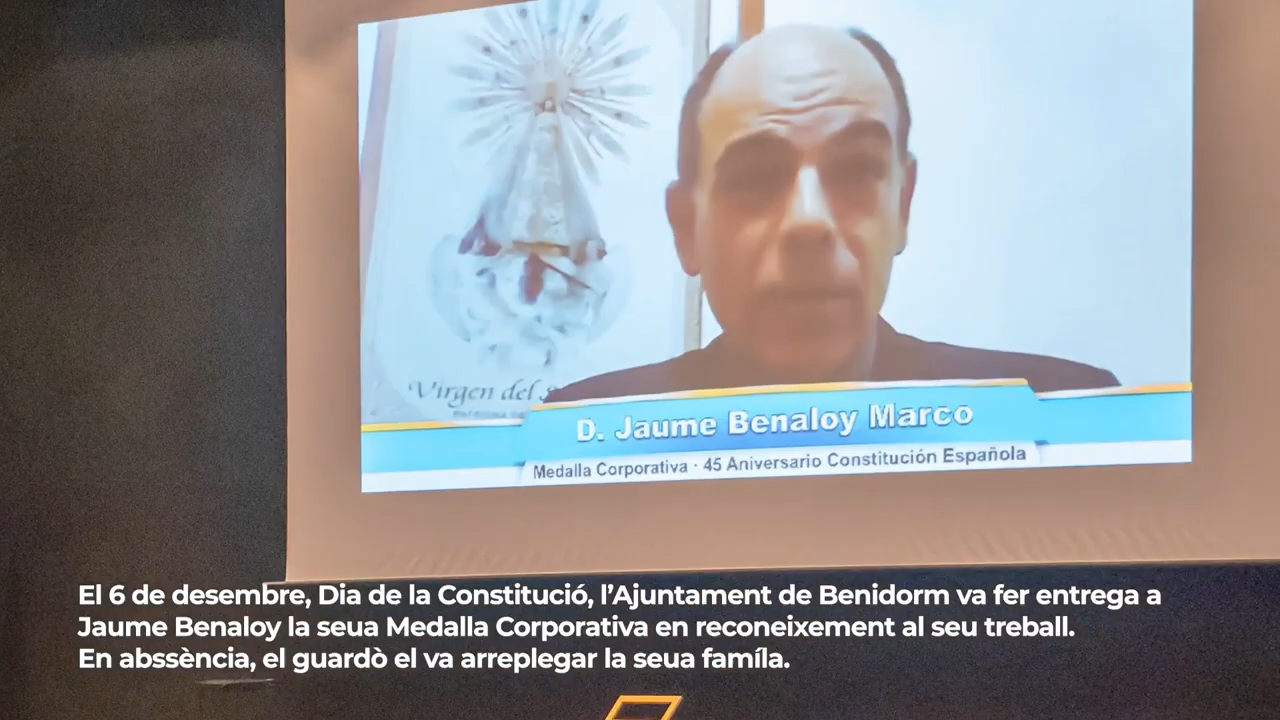 Virgen del
D. Jaume Benaloy Marco
Medalla Corporativa · 45 Aniversario Constitución Española
El 6 de desembre, Dia de la Constitució, l'Ajuntament de Benidorm va fer entrega a
Jaume Benaloy la seua Medalla Corporativa en reconeixement al seu treball.
En abssència, el guardò el va arreplegar la seua famíla.